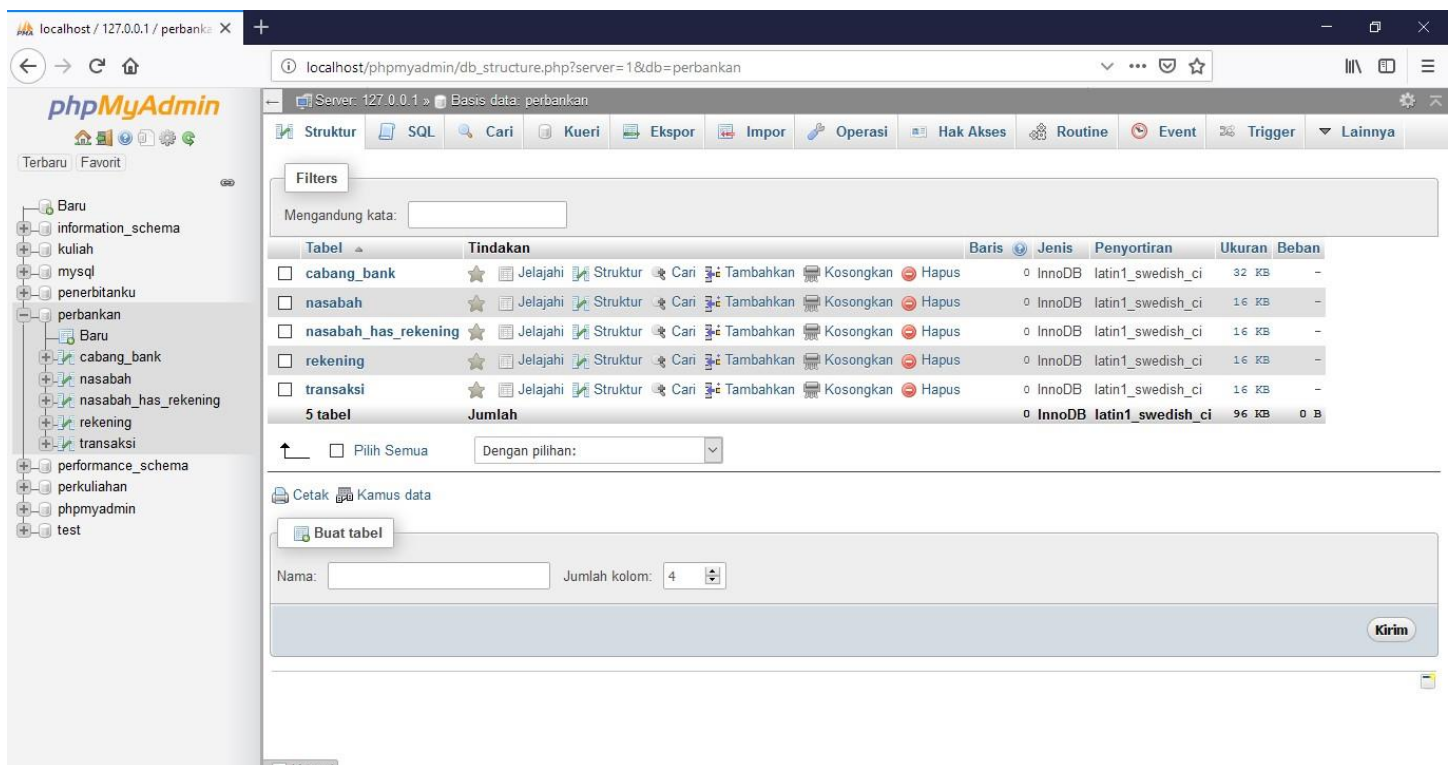 localhost / 127.0.0.1 / perbanka
localhost/phpmyadmin/db_structure.php?server=1&db=perbankan
phpMyAdmin
Terbaru Favorit
Baru
information_schema
kuliah
mysql
penerbitanku
perbankan
Baru
cabang_bank
nasabah
nasabah_has_rekening
rekening
transaksi
performance_schema
perkuliahan
phpmyadmin
test
Server: 127.0.0.1 » Basis data: perbankan
Struktur SQL Cari Kueri Ekspor Impor Operasi Hak Akses Routine Event Trigger Lainnya
Filters
Mengandung kata:
Tabel Tindakan Baris Jenis Penyortiran Ukuran Beban
cabang_bank Jelajahi Struktur Cari Tambahkan Kosongkan Hapus 0 InnoDB latin1_swedish_ci 32 KB -
nasabah Jelajahi Struktur Cari Tambahkan Kosongkan Hapus 0 InnoDB latin1_swedish_ci 16 KB -
nasabah_has_rekening Jelajahi Struktur Cari Tambahkan Kosongkan Hapus 0 InnoDB latin1_swedish_ci 16 KB -
rekening Jelajahi Struktur Cari Tambahkan Kosongkan Hapus 0 InnoDB latin1_swedish_ci 16 KB -
transaksi Jelajahi Struktur Cari Tambahkan Kosongkan Hapus 0 InnoDB latin1_swedish_ci 16 KB -
5 tabel Jumlah 0 InnoDB latin1_swedish_ci 96 KB 0 B
Pilih Semua Dengan pilihan:
Cetak Kamus data
Buat tabel
Nama: Jumlah kolom: 4
Kirim